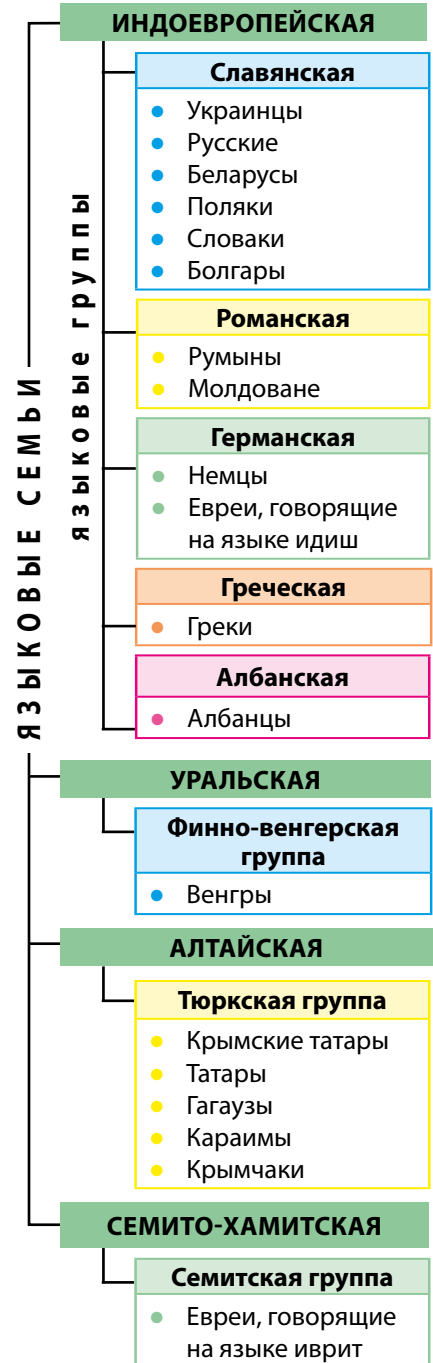 ЯЗЫКОВЫЕ СЕМЬИ
ИНДОЕВРОПЕЙСКАЯ
языковые группы
Славянская
Украинцы
Русские
Беларусы
Поляки
Словаки
Болгары
Романская
Румыны
Молдоване
Германская
Немцы
Евреи, говорящие
на языке идиш
Греческая
Греки
Албанская
Албанцы
УРАЛЬСКАЯ
Финно-венгерская
группа
Венгры
АЛТАЙСКАЯ
Тюркская группа
Крымские татары
Татары
Гагаузы
Караимы
Крымчаки
СЕМИТО-ХАМИТСКАЯ
Семитская группа
Евреи, говорящие
на языке иврит